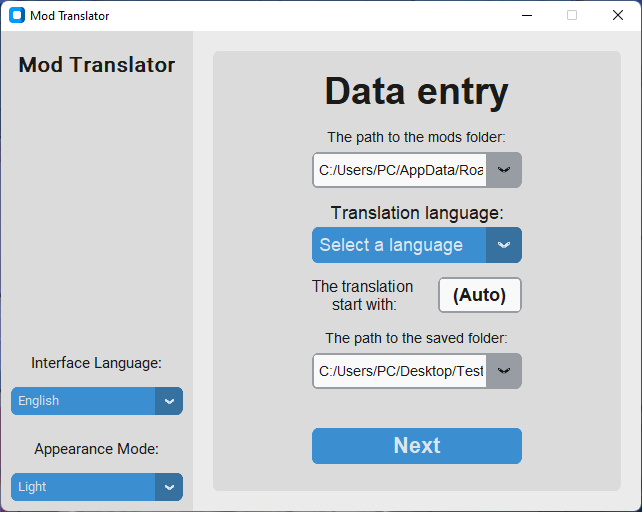 Mod Translator
Mod Translator
Data entry
The path to the mods folder:
C:/Users/PC/AppData/Roa
Translation language:
Select a language
The translation
start with:
(Auto)
The path to the saved folder:
C:/Users/PC/Desktop/Test
Next
Interface Language:
English
Appearance Mode:
Light